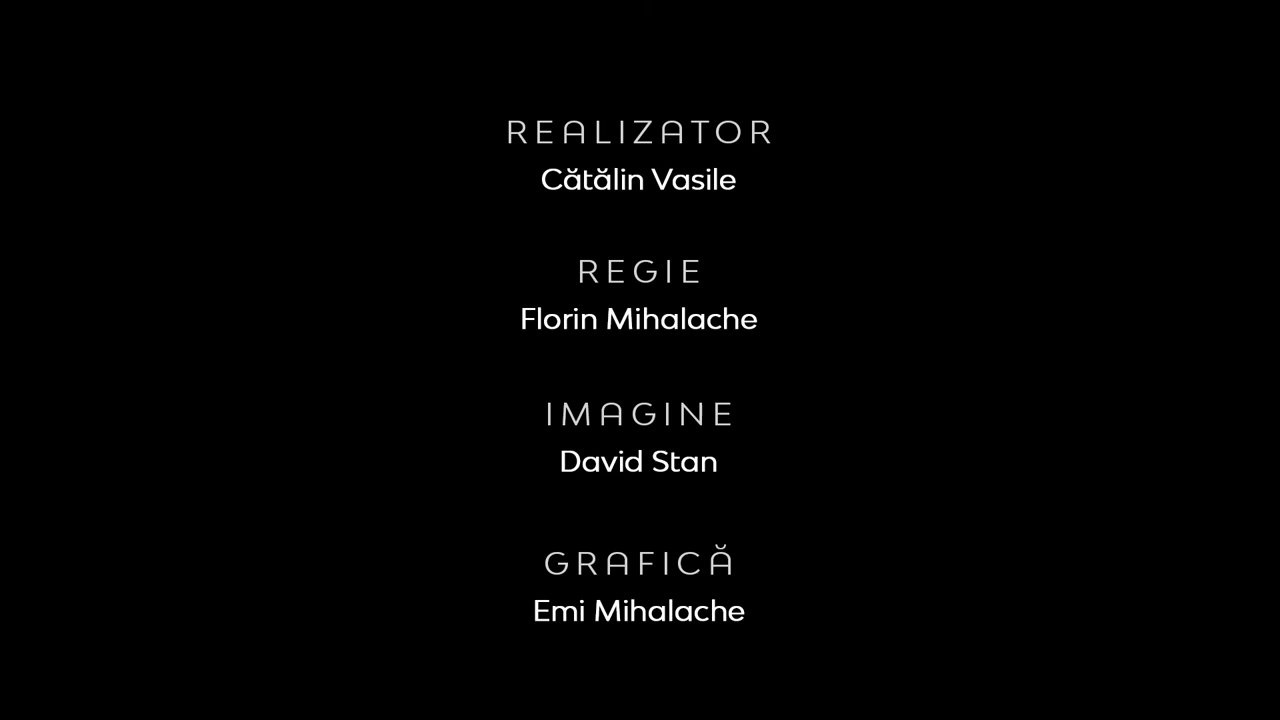 REALIZATOR
Cătălin Vasile
REGIE
Florin Mihalache
IMAGINE
David Stan
GRAFICĂ
Emi Mihalache